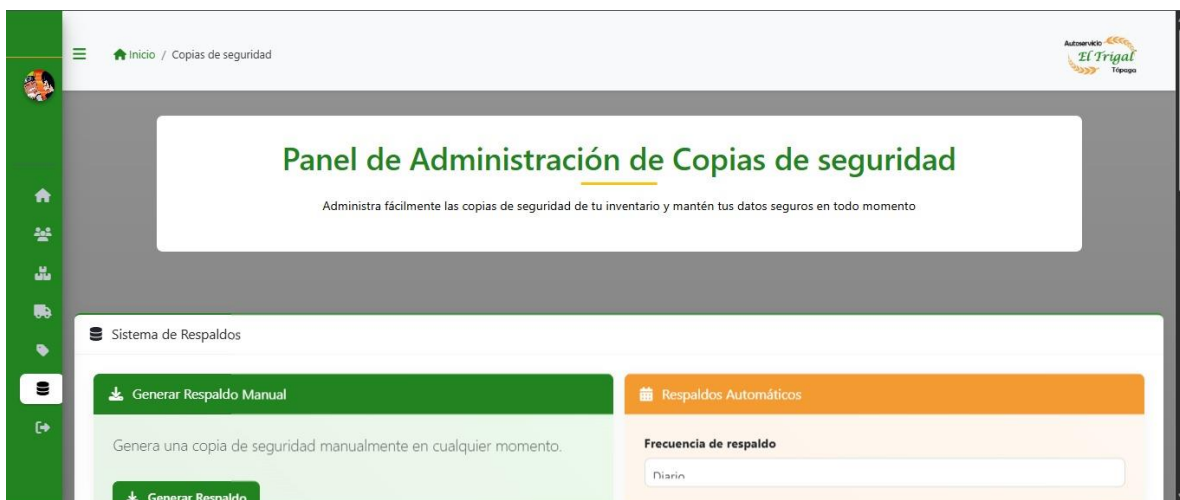 Inicio / Copias de seguridad
Autoservicio
El Trigal
Tópaga
Panel de Administración de Copias de seguridad
Administra fácilmente las copias de seguridad de tu inventario y mantén tus datos seguros en todo momento
Sistema de Respaldos
Generar Respaldo Manual
Genera una copia de seguridad manualmente en cualquier momento.
Generar Respaldo
Respaldos Automáticos
Frecuencia de respaldo
Diario